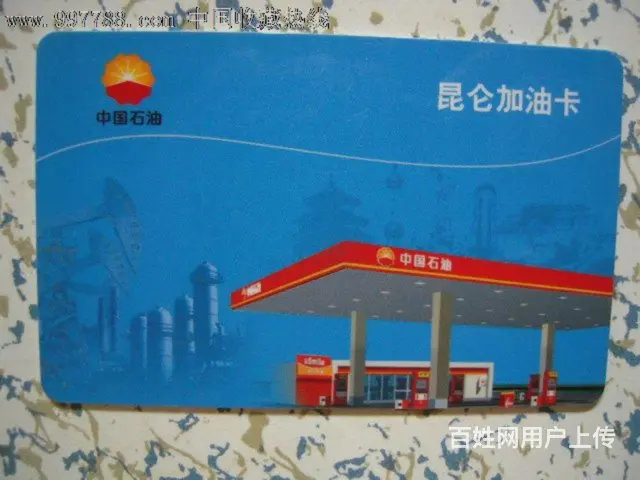 www.997788.com 中国收藏热线
中国石油
昆仑加油卡
中国石油
uSmile
百姓网用户上传